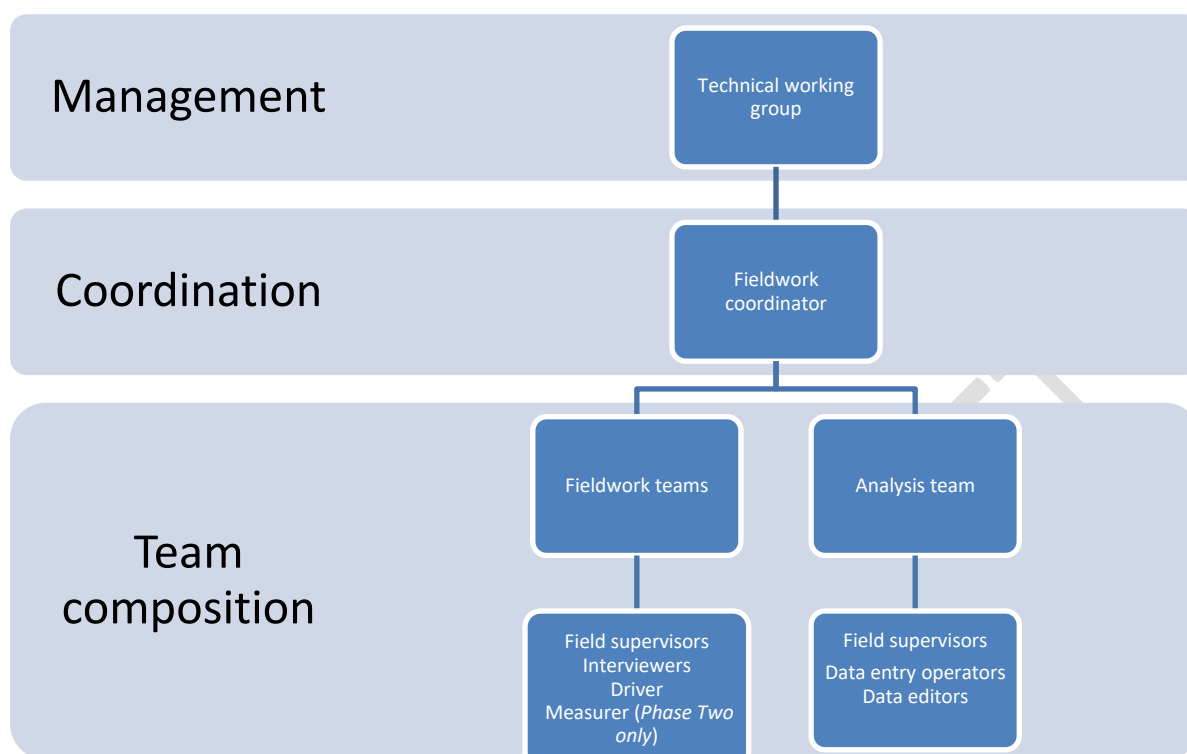 Management
Technical working
group
Coordination
Fieldwork
coordinator
Team
composition
Fieldwork teams
Analysis team
Field supervisors
Interviewers
Driver
Measurer (Phase Two
only)
Field supervisors
Data entry operators
Data editors